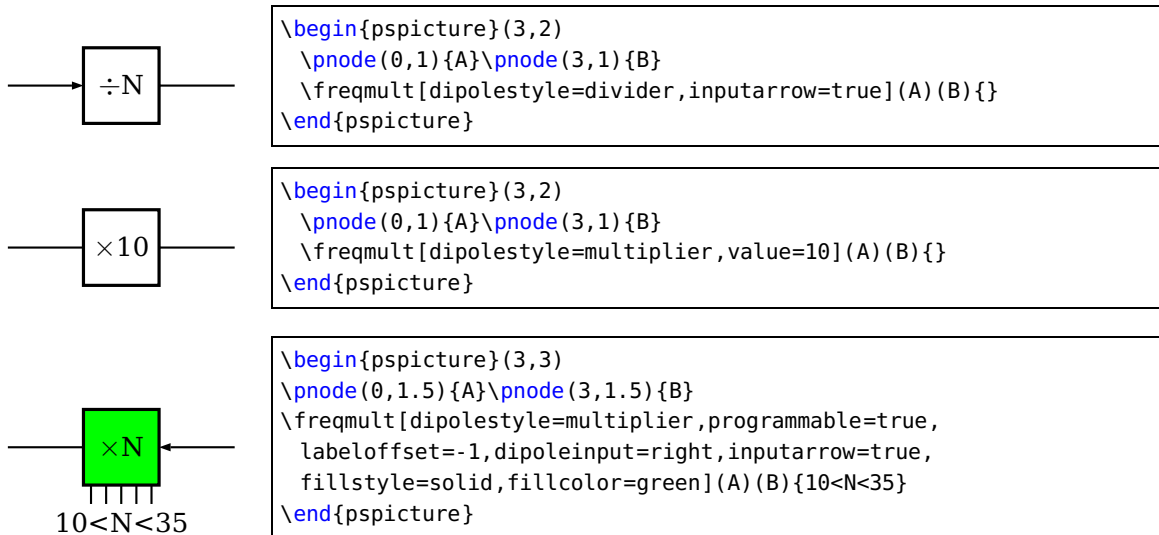 ÷N
\begin{pspicture}(3,2)
\pnode(0,1){A}\pnode(3,1){B}
\freqmult[dipolestyle=divider,inputarrow=true](A)(B){}
\end{pspicture}
×10
\begin{pspicture}(3,2)
\pnode(0,1){A}\pnode(3,1){B}
\freqmult[dipolestyle=multiplier,value=10](A)(B){}
\end{pspicture}
×N
10<N<35
\begin{pspicture}(3,3)
\pnode(0,1.5){A}\pnode(3,1.5){B}
\freqmult[dipolestyle=multiplier,programmable=true,
labeloffset=-1,dipoleinput=right,inputarrow=true,
fillstyle=solid,fillcolor=green](A)(B){10<N<35}
\end{pspicture}